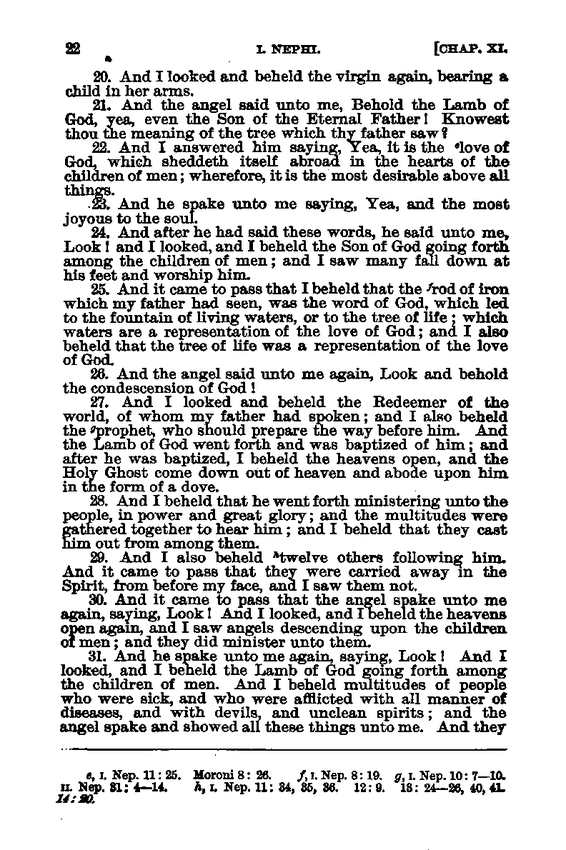 22 I. NEPHI. [CHAP. XI.
20. And I looked and beheld the virgin again, bearing a
child in her arms.
21. And the angel said unto me, Behold the Lamb of
God, yea, even the Son of the Eternal Father! Knowest
thou the meaning of the tree which thy father saw?
22. And I answered him saying, Yea, it is the ᵉlove of
God, which sheddeth itself abroad in the hearts of the
children of men; wherefore, it is the most desirable above all
things.
23. And he spake unto me saying, Yea, and the most
joyous to the soul.
24. And after he had said these words, he said unto me,
Look! and I looked, and I beheld the Son of God going forth
among the children of men; and I saw many fall down at
his feet and worship him.
25. And it came to pass that I beheld that the ᶠrod of iron
which my father had seen, was the word of God, which led
to the fountain of living waters, or to the tree of life; which
waters are a representation of the love of God; and I also
beheld that the tree of life was a representation of the love
of God.
26. And the angel said unto me again, Look and behold
the condescension of God!
27. And I looked and beheld the Redeemer of the
world, of whom my father had spoken; and I also beheld
the ᵍprophet, who should prepare the way before him. And
the Lamb of God went forth and was baptized of him; and
after he was baptized, I beheld the heavens open, and the
Holy Ghost come down out of heaven and abode upon him
in the form of a dove.
28. And I beheld that he went forth ministering unto the
people, in power and great glory; and the multitudes were
gathered together to hear him; and I beheld that they cast
him out from among them.
29. And I also beheld ʰtwelve others following him.
And it came to pass that they were carried away in the
Spirit, from before my face, and I saw them not.
30. And it came to pass that the angel spake unto me
again, saying, Look! And I looked, and I beheld the heavens
open again, and I saw angels descending upon the children
of men; and they did minister unto them.
31. And he spake unto me again, saying, Look! And I
looked, and I beheld the Lamb of God going forth among
the children of men. And I beheld multitudes of people
who were sick, and who were afflicted with all manner of
diseases, and with devils, and unclean spirits; and the
angel spake and showed all these things unto me. And they
e, I. Nep. 11: 25. Moroni 8: 26. f, I. Nep. 8: 19. g, I. Nep. 10: 7—10.
II. Nep. 31: 4—14. h, I. Nep. 11: 34, 35, 36. 12: 9. 13: 24—26, 40, 41.
14: 20.